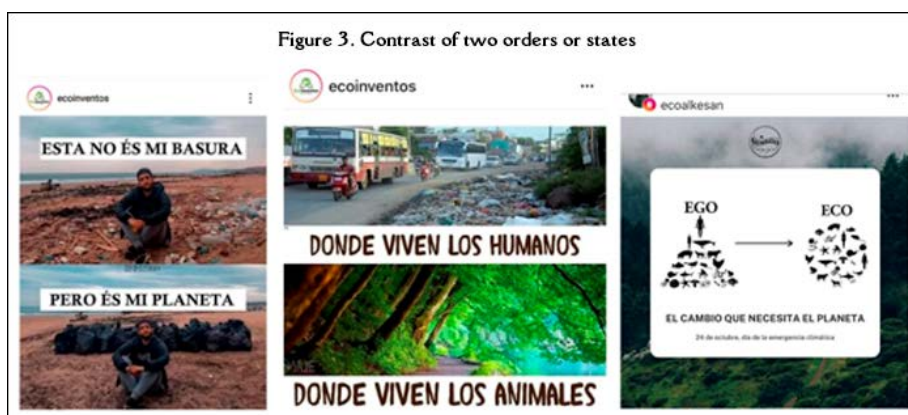 Figure 3. Contrast of two orders or states
ecoinventos
ESTA NO ÉS MI BASURA
PERO ÉS MI PLANETA
ecoinventos
DONDE VIVEN LOS HUMANOS
DONDE VIVEN LOS ANIMALES
ecoalkesan
EGO
ECO
EL CAMBIO QUE NECESITA EL PLANETA
24 de octubre, día de la emergencia climática